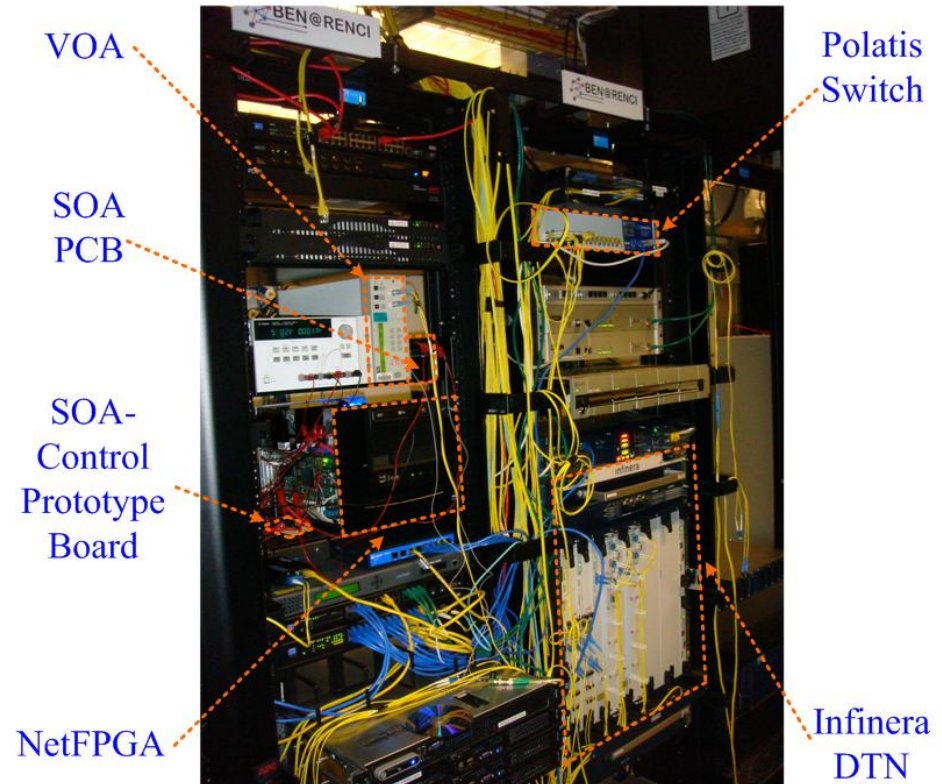 BEN@RENCI
BEN@RENCI
VOA
Polatis
Switch
SOA
PCB
SOA-
Control
Prototype
Board
infinera
NetFPGA
Infinera
DTN